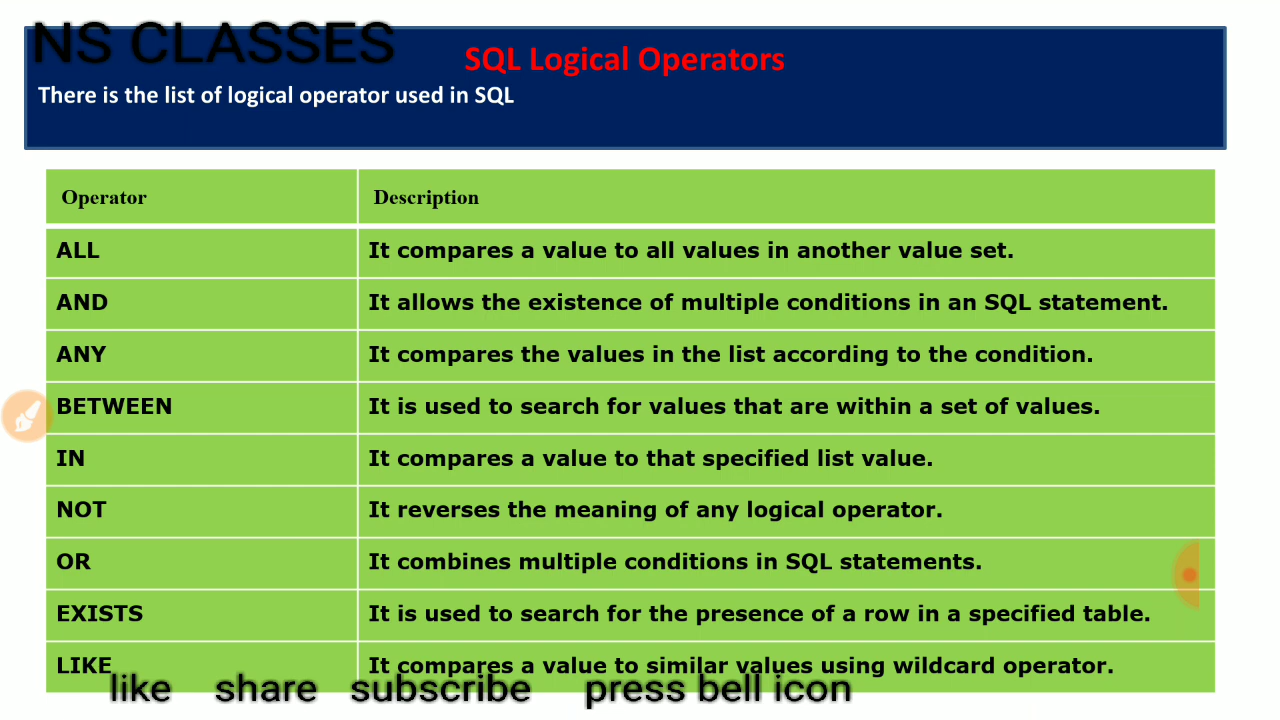 NS CLASSES
SQL Logical Operators
There is the list of logical operator used in SQL
Operator Description
ALL It compares a value to all values in another value set.
AND It allows the existence of multiple conditions in an SQL statement.
ANY It compares the values in the list according to the condition.
BETWEEN It is used to search for values that are within a set of values.
IN It compares a value to that specified list value.
NOT It reverses the meaning of any logical operator.
OR It combines multiple conditions in SQL statements.
EXISTS It is used to search for the presence of a row in a specified table.
LIKE It compares a value to similar values using wildcard operator.
like share subscribe press bell icon